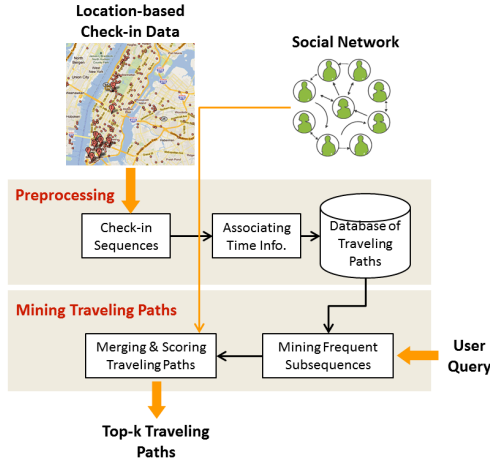 Location-based
Check-in Data
Social Network
Preprocessing
Check-in
Sequences
Associating
Time Info.
Database of
Traveling
Paths
Mining Traveling Paths
Merging & Scoring
Traveling Paths
Mining Frequent
Subsequences
User
Query
Top-k Traveling
Paths